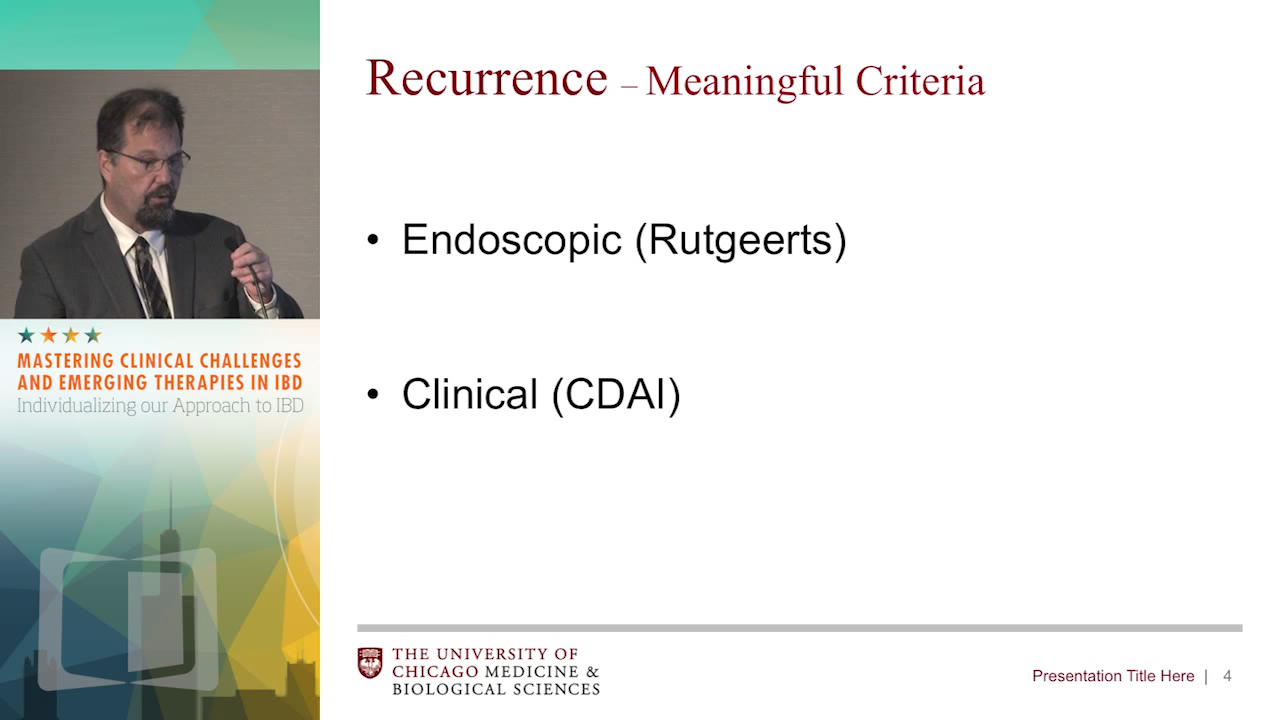 Recurrence – Meaningful Criteria
• Endoscopic (Rutgeerts)
• Clinical (CDAI)
MASTERING CLINICAL CHALLENGES
AND EMERGING THERAPIES IN IBD
Individualizing our Approach to IBD
THE UNIVERSITY OF
CHICAGO MEDICINE &
BIOLOGICAL SCIENCES
Presentation Title Here | 4